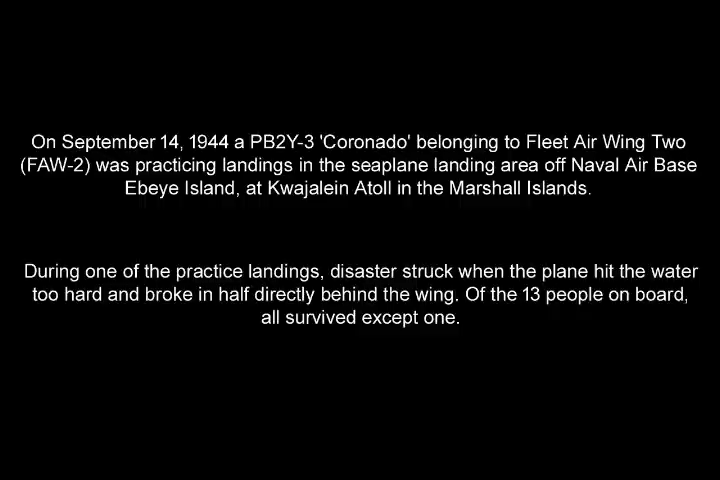 On September 14, 1944 a PB2Y-3 'Coronado' belonging to Fleet Air Wing Two
(FAW-2) was practicing landings in the seaplane landing area off Naval Air Base
Ebeye Island, at Kwajalein Atoll in the Marshall Islands.
During one of the practice landings, disaster struck when the plane hit the water
too hard and broke in half directly behind the wing. Of the 13 people on board,
all survived except one.